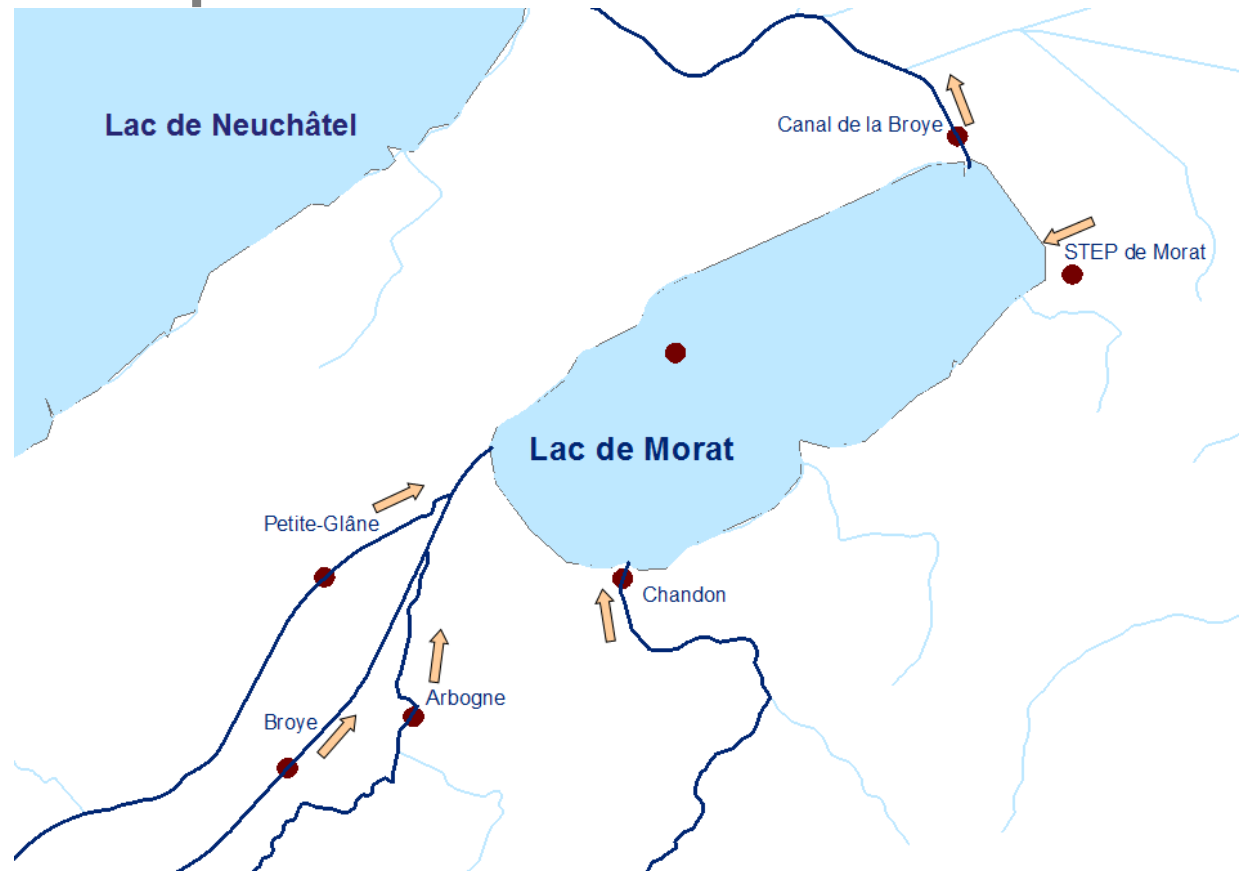 Lac de Neuchâtel
Canal de la Broye
STEP de Morat
Lac de Morat
Petite-Glâne
Chandon
Arbogne
Broye